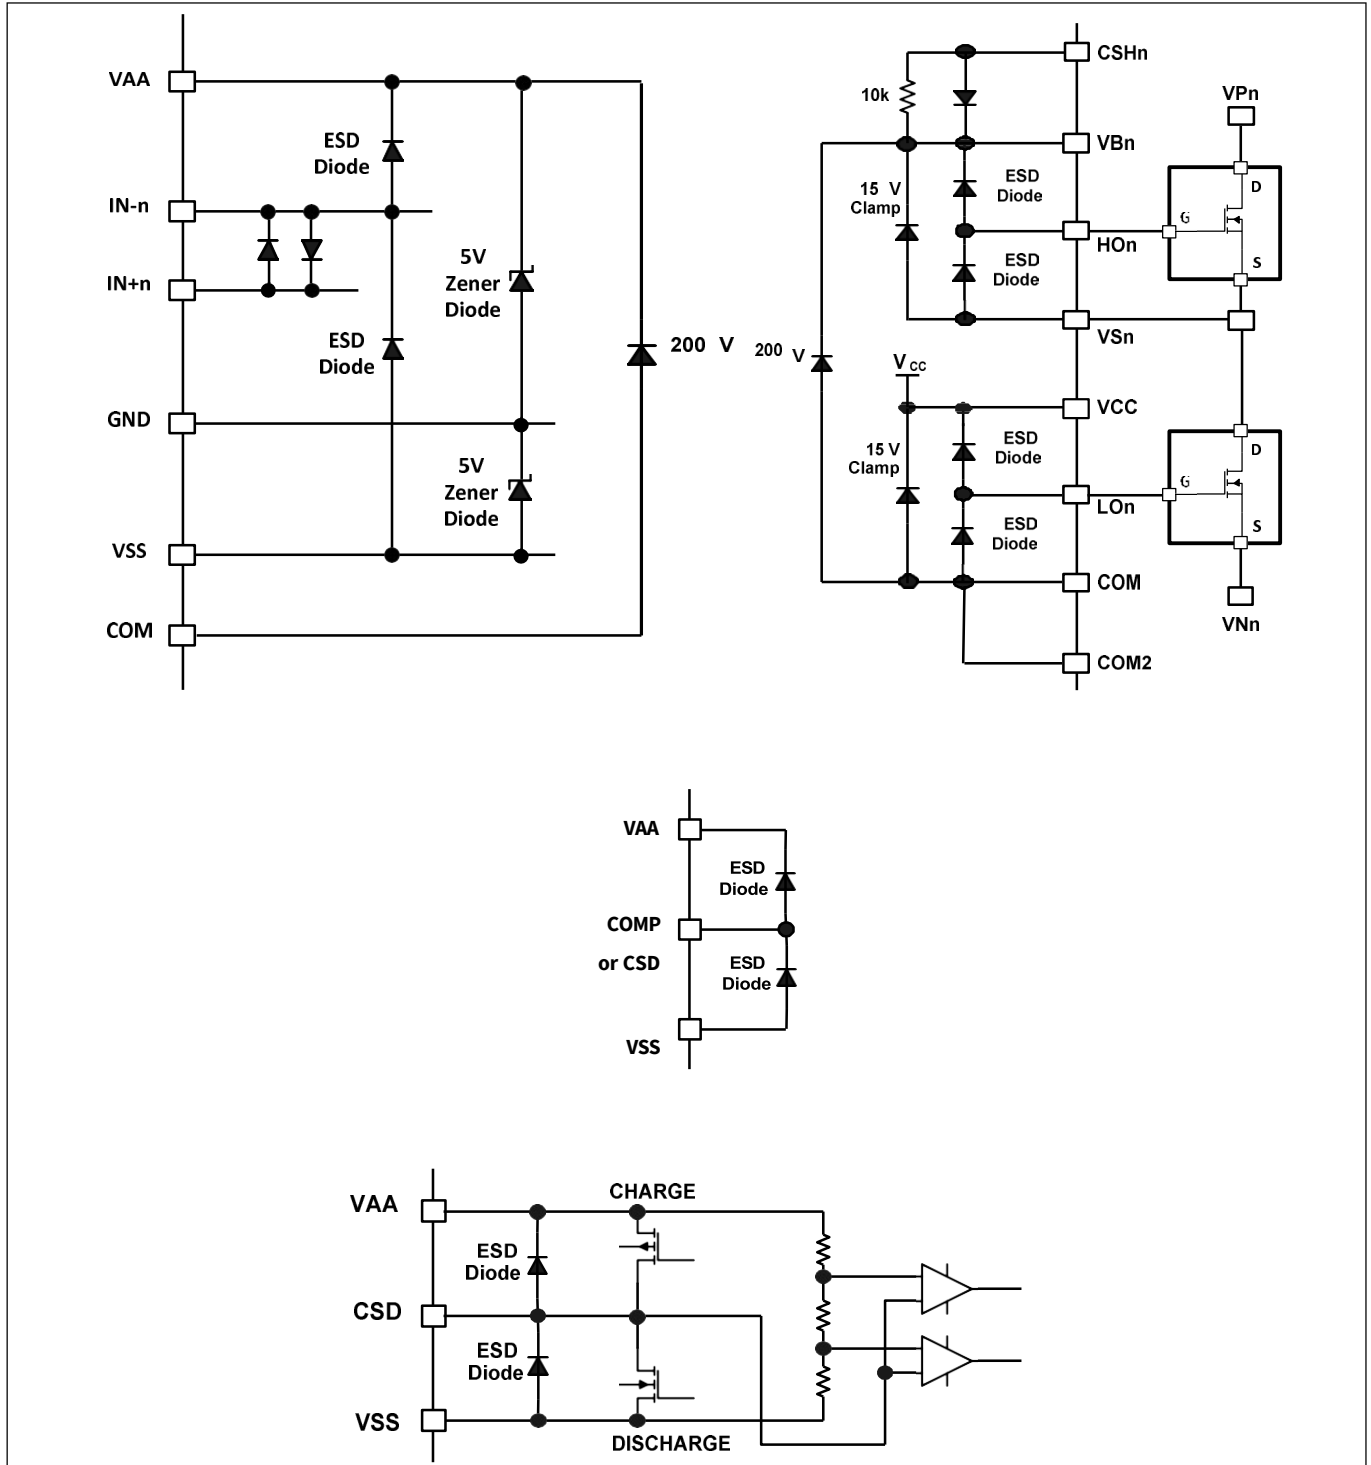 VAA
ESD
Diode
IN-n
IN+n
5V
Zener
Diode
ESD
Diode
200 V
GND
5V
Zener
Diode
VSS
COM
CSHn
10k
VPn
VBn
ESD
Diode
15 V
Clamp
D
G
HOn
ESD
Diode
S
VSn
200 V
VCC
VCC
ESD
Diode
15 V
Clamp
D
G
LOn
ESD
Diode
S
COM
VNn
COM2
VAA
ESD
Diode
COMP
or CSD
ESD
Diode
VSS
CHARGE
VAA
ESD
Diode
CSD
ESD
Diode
VSS
DISCHARGE